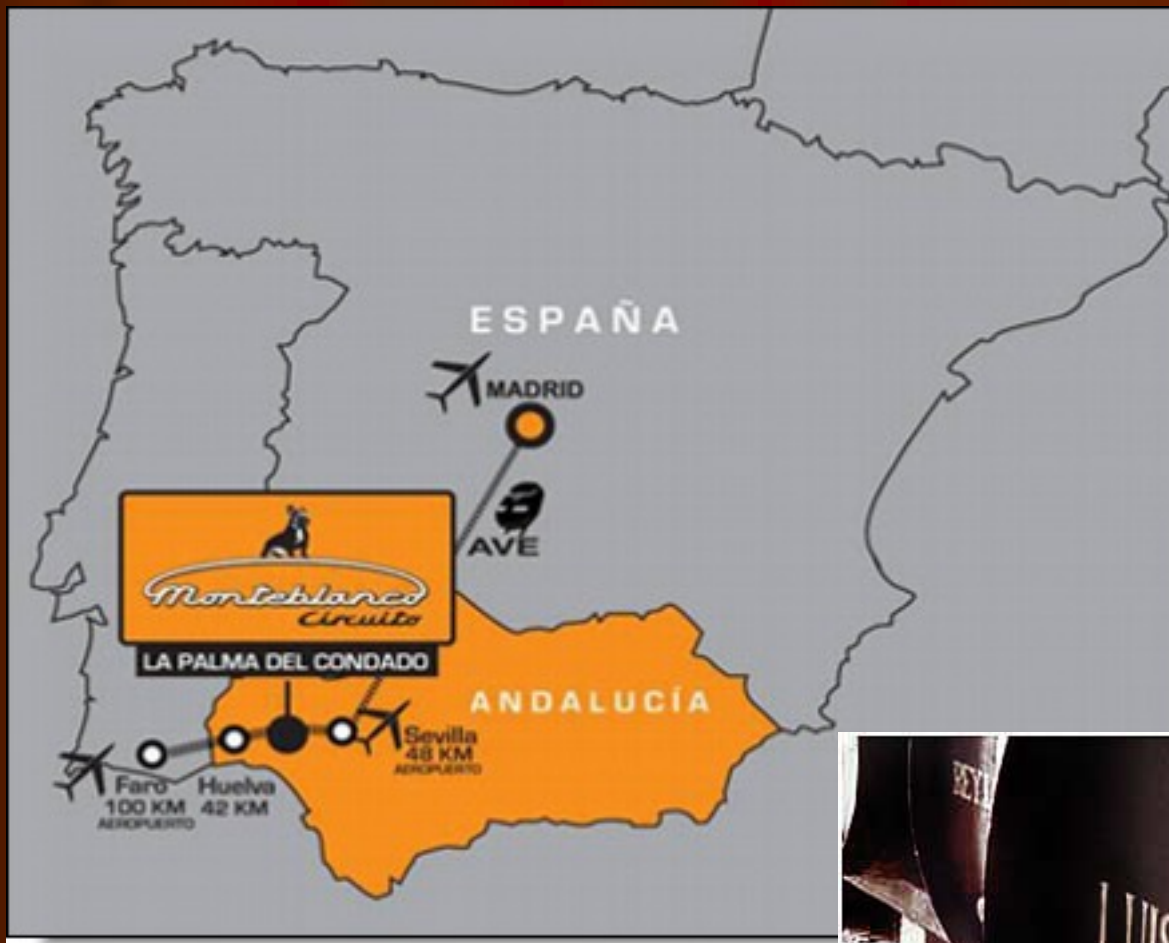 ESPAÑA
MADRID
AVE
Monteblanco
Circuito
LA PALMA DEL CONDADO
ANDALUCÍA
Sevilla
48 KM
AEROPUERTO
Faro
100 KM
AEROPUERTO
Huelva
42 KM